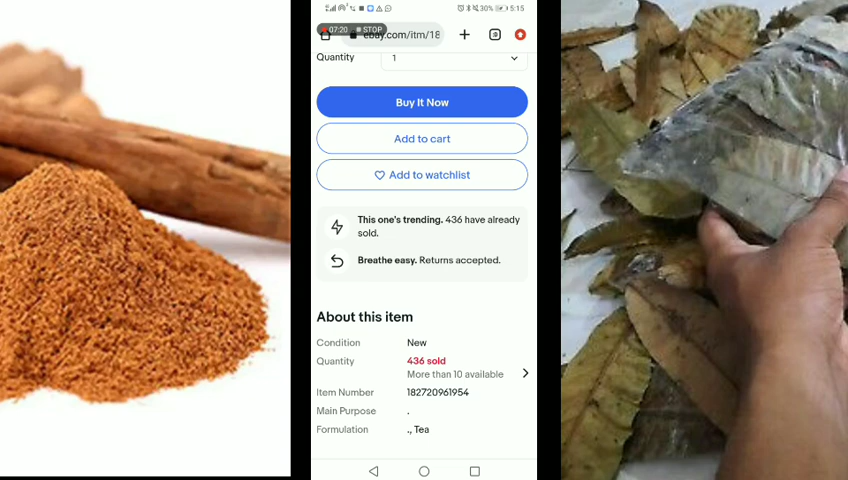 30% 5:15
07:20 STOP
ebay.com/itm/18
Quantity 1
Buy It Now
Add to cart
Add to watchlist
This one's trending. 436 have already
sold.
Breathe easy. Returns accepted.
About this item
Condition New
Quantity 436 sold
More than 10 available
Item Number 182720961954
Main Purpose .
Formulation ., Tea